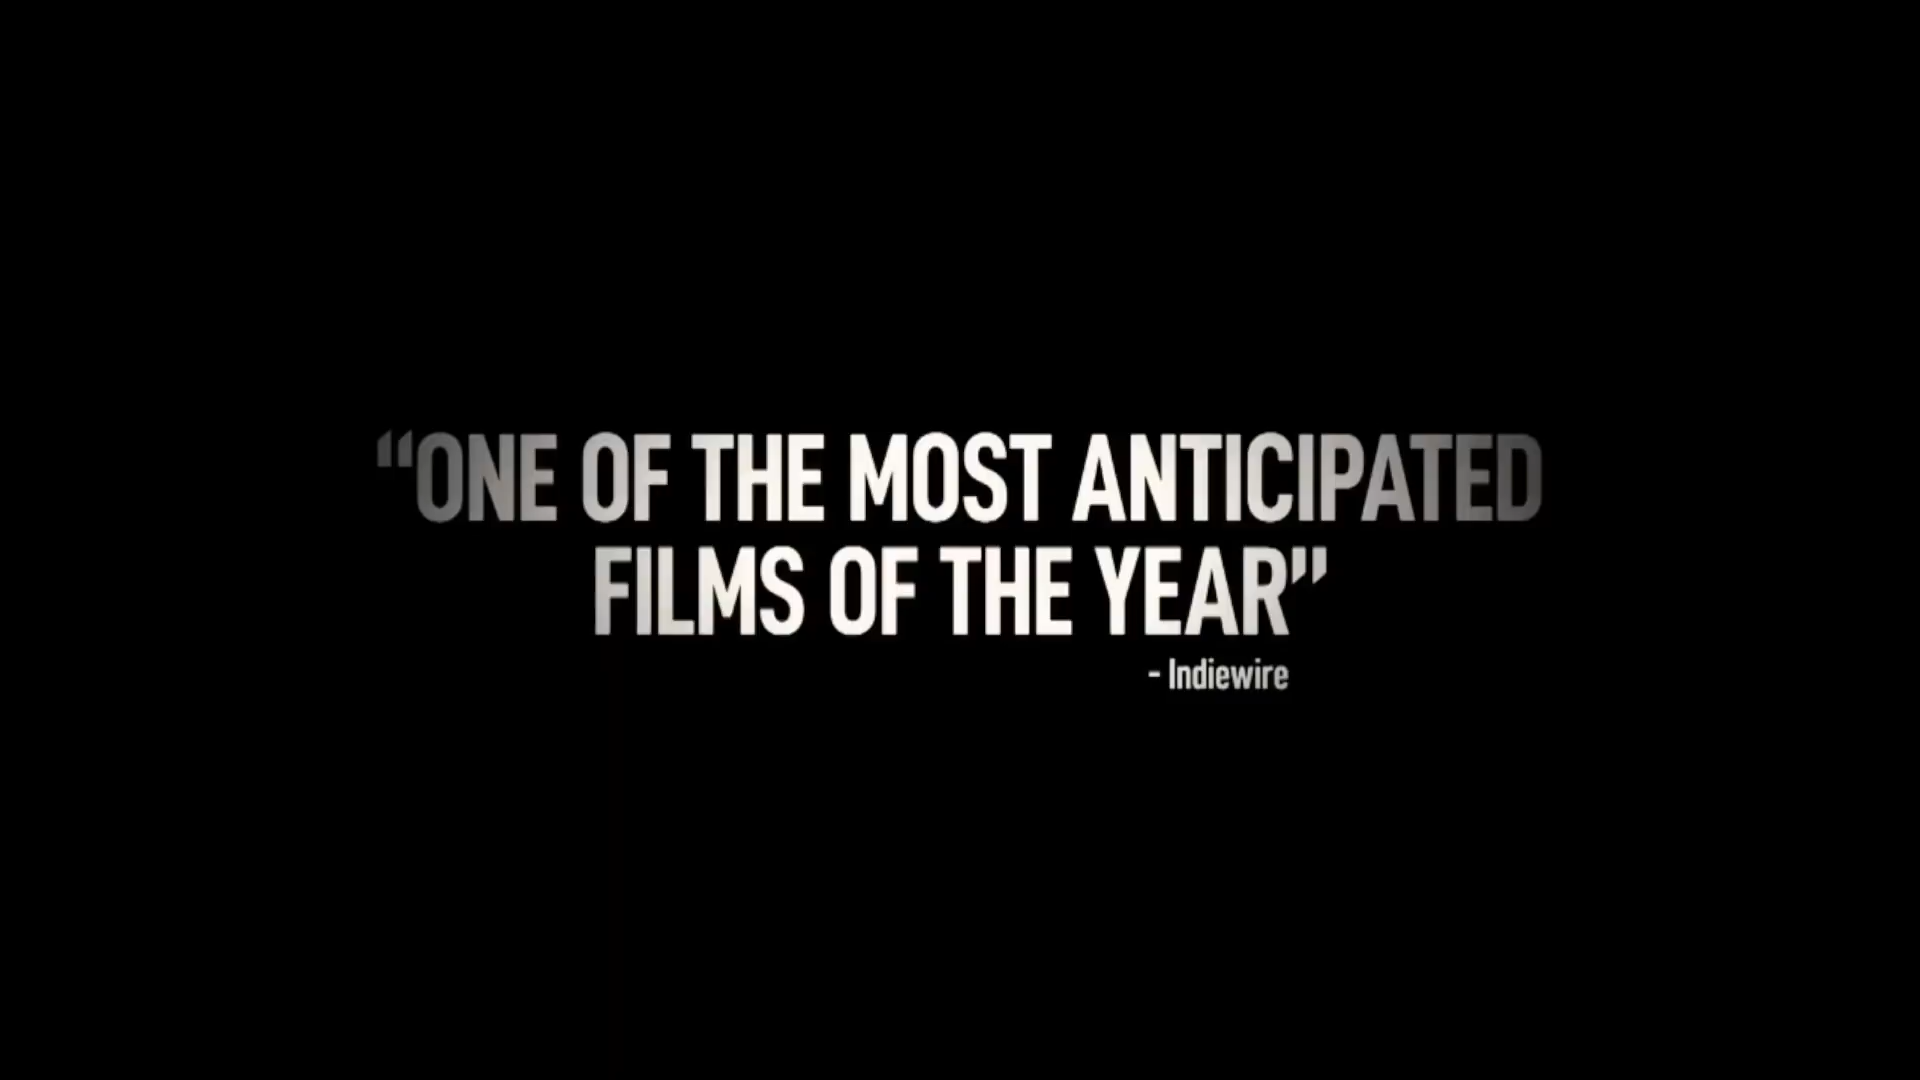 “ONE OF THE MOST ANTICIPATED
FILMS OF THE YEAR”
- Indiewire